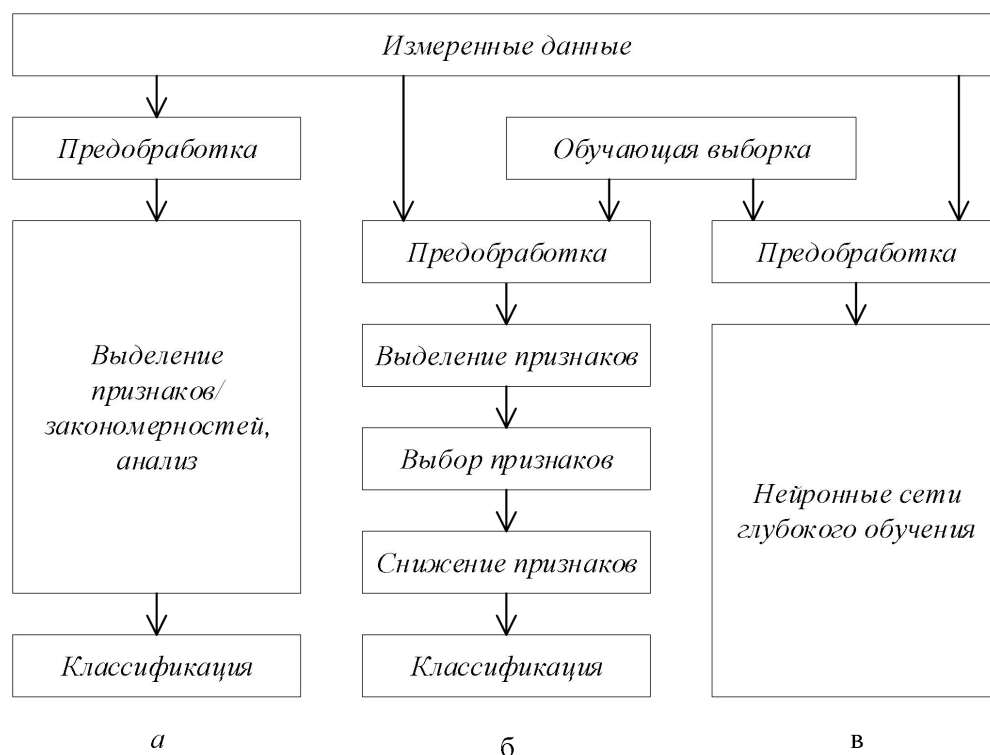 Измеренные данные
Предобработка
Обучающая выборка
Предобработка
Предобработка
Выделение
признаков/
закономерностей,
анализ
Выделение признаков
Выбор признаков
Нейронные сети
глубокого обучения
Снижение признаков
Классификация
Классификация
а
б
в